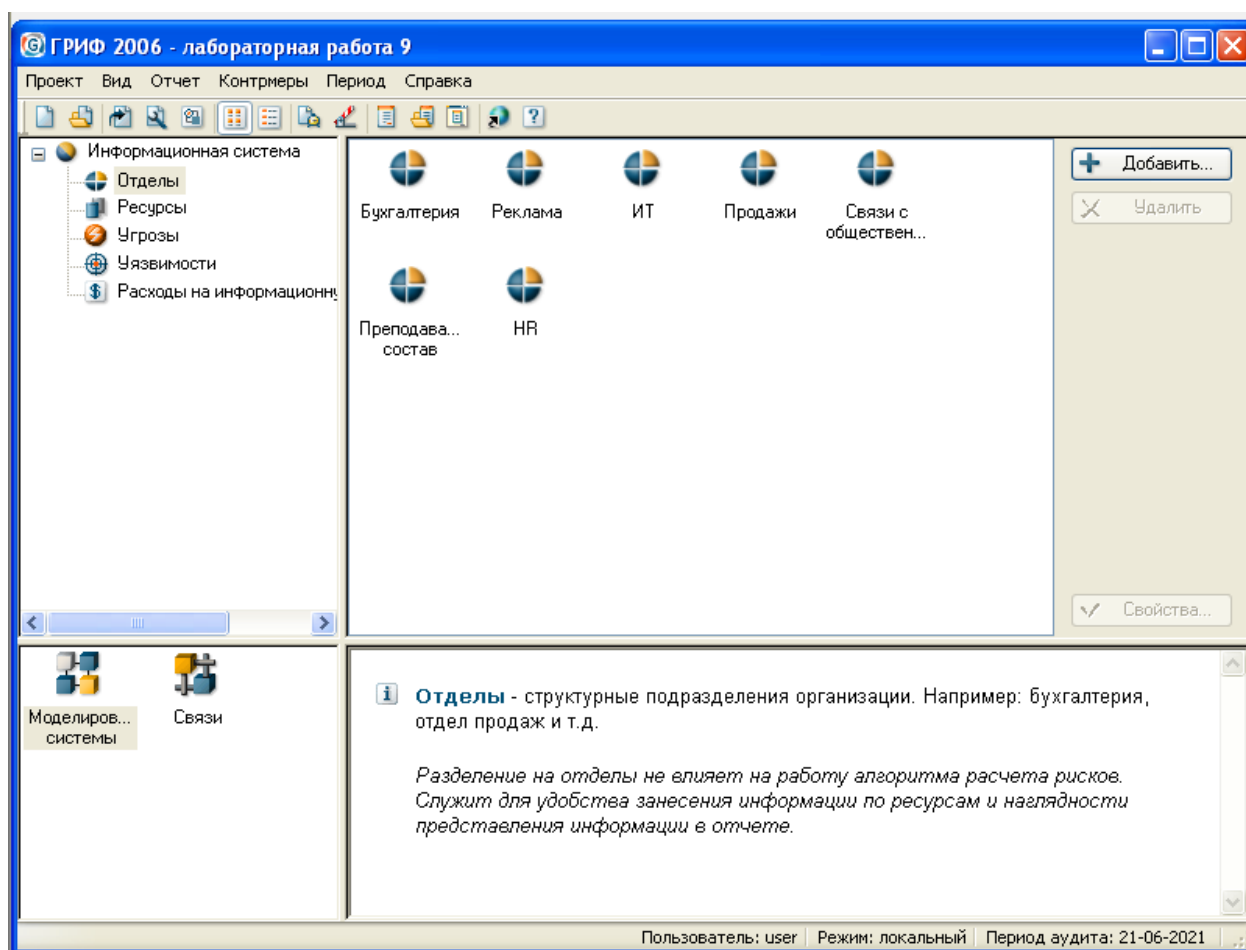 ГРИФ 2006 - лабораторная работа 9
Проект Вид Отчет Контрмеры Период Справка
Информационная система
Отделы
Ресурсы
Угрозы
Уязвимости
Расходы на информационну
Бухгалтерия Реклама ИТ Продажи Связи с
обществен...
Преподава...
состав
HR
Добавить...
Удалить
Свойства...
Моделиров...
системы
Связи
Отделы - структурные подразделения организации. Например: бухгалтерия,
отдел продаж и т.д.
Разделение на отделы не влияет на работу алгоритма расчета рисков.
Служит для удобства занесения информации по ресурсам и наглядности
представления информации в отчете.
Пользователь: user Режим: локальный Период аудита: 21-06-2021